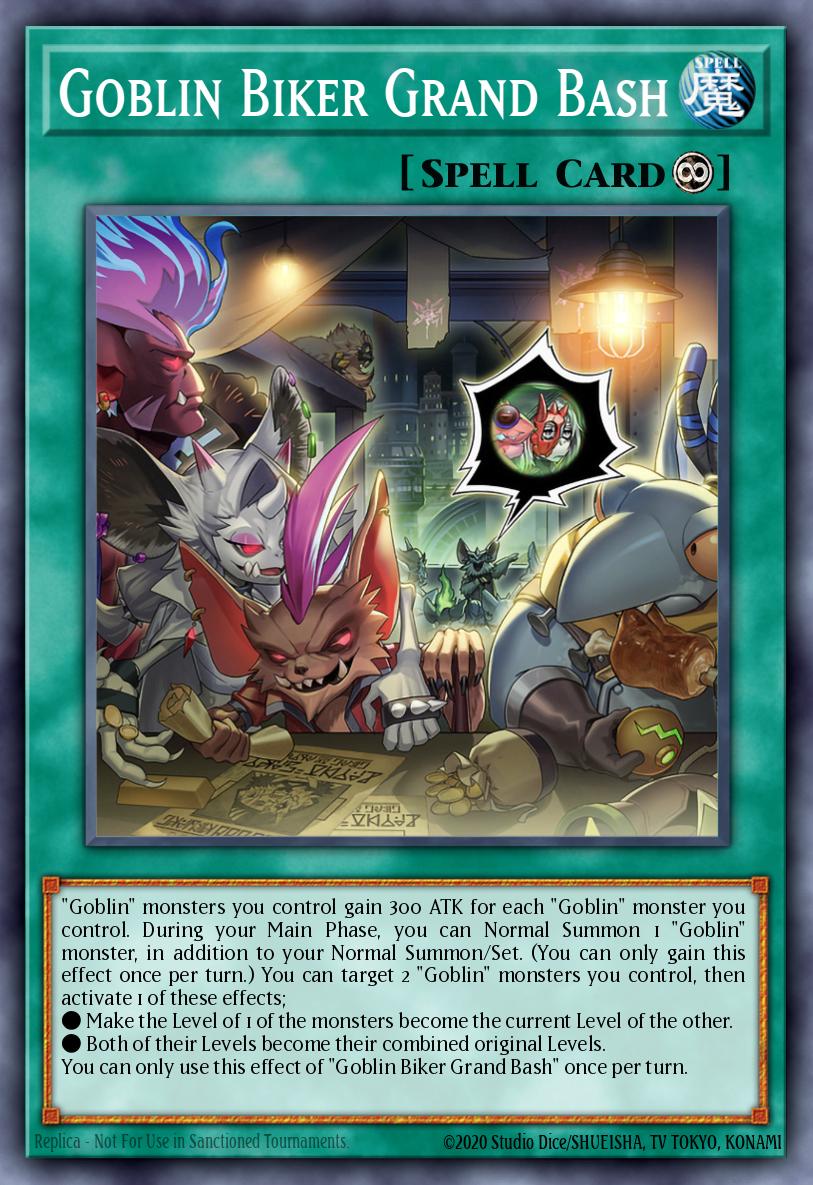 Goblin Biker Grand Bash
SPELL
魔
[Spell Card]
"Goblin" monsters you control gain 300 ATK for each "Goblin" monster you
control. During your Main Phase, you can Normal Summon 1 "Goblin"
monster, in addition to your Normal Summon/Set. (You can only gain this
effect once per turn.) You can target 2 "Goblin" monsters you control, then
activate 1 of these effects;
● Make the Level of 1 of the monsters become the current Level of the other.
● Both of their Levels become their combined original Levels.
You can only use this effect of "Goblin Biker Grand Bash" once per turn.
Replica - Not For Use in Sanctioned Tournaments.
©2020 Studio Dice/SHUEISHA, TV TOKYO, KONAMI